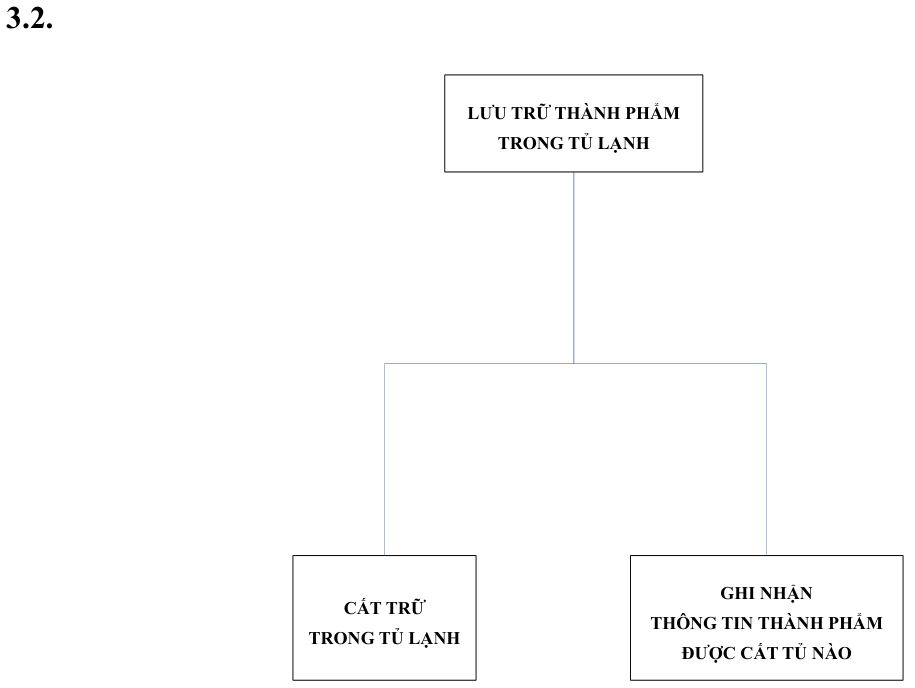 3.2.
LƯU TRỮ THÀNH PHẨM
TRONG TỦ LẠNH
CẤT TRỮ
TRONG TỦ LẠNH
GHI NHẬN
THÔNG TIN THÀNH PHẨM
ĐƯỢC CẤT TỦ NÀO